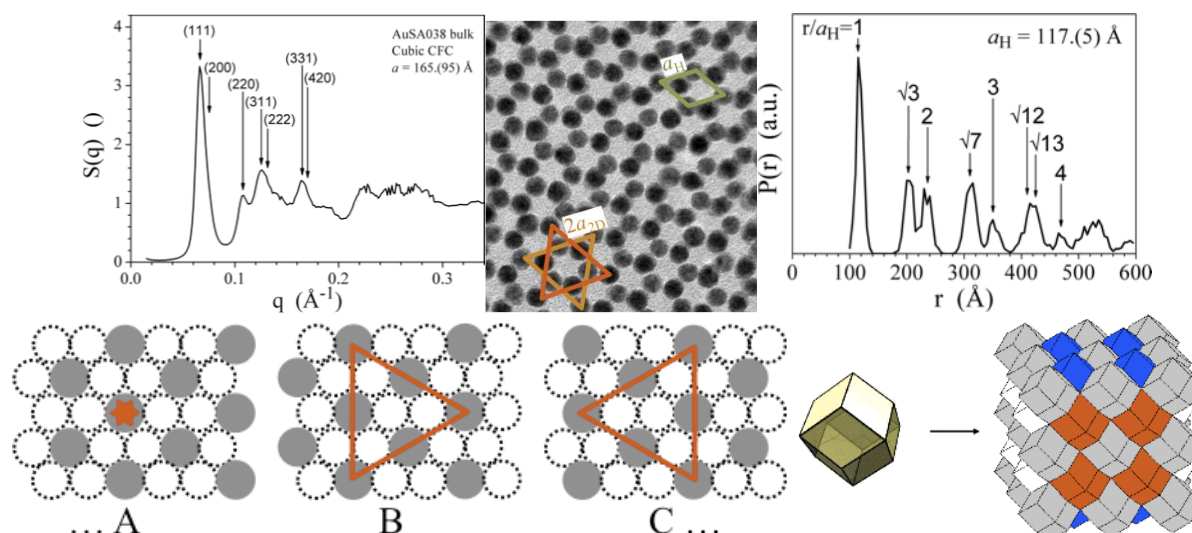 AuSA038 bulk
Cubic CFC
a = 165.(95) Å
(111)
(200)
(220)
(311)
(222)
(331)
(420)
S(q) ()
4
3
2
1
0
0.0
0.1
0.2
0.3
q (Å⁻¹)
a_H
2a_2D
r/a_H=1
a_H = 117.(5) Å
√3
2
√7
3
√12
√13
4
P(r) (a.u.)
0
100
200
300
400
500
600
r (Å)
... A
B
C ...